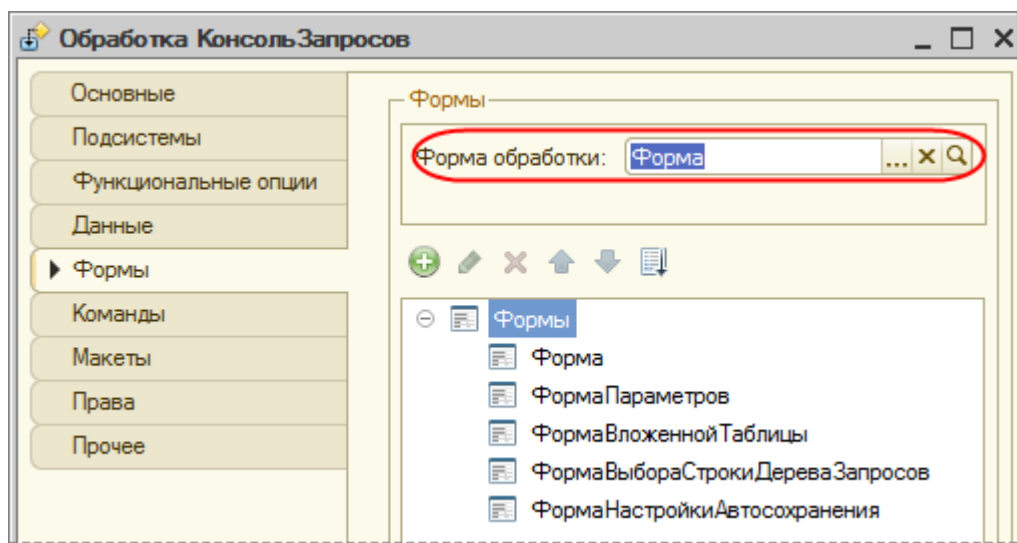 Обработка КонсольЗапросов
Основные
Подсистемы
Функциональные опции
Данные
Формы
Команды
Макеты
Права
Прочее
Формы
Форма обработки: Форма ...
Формы
Форма
ФормаПараметров
ФормаВложеннойТаблицы
ФормаВыбораСтрокиДереваЗапросов
ФормаНастройкиАвтосохранения